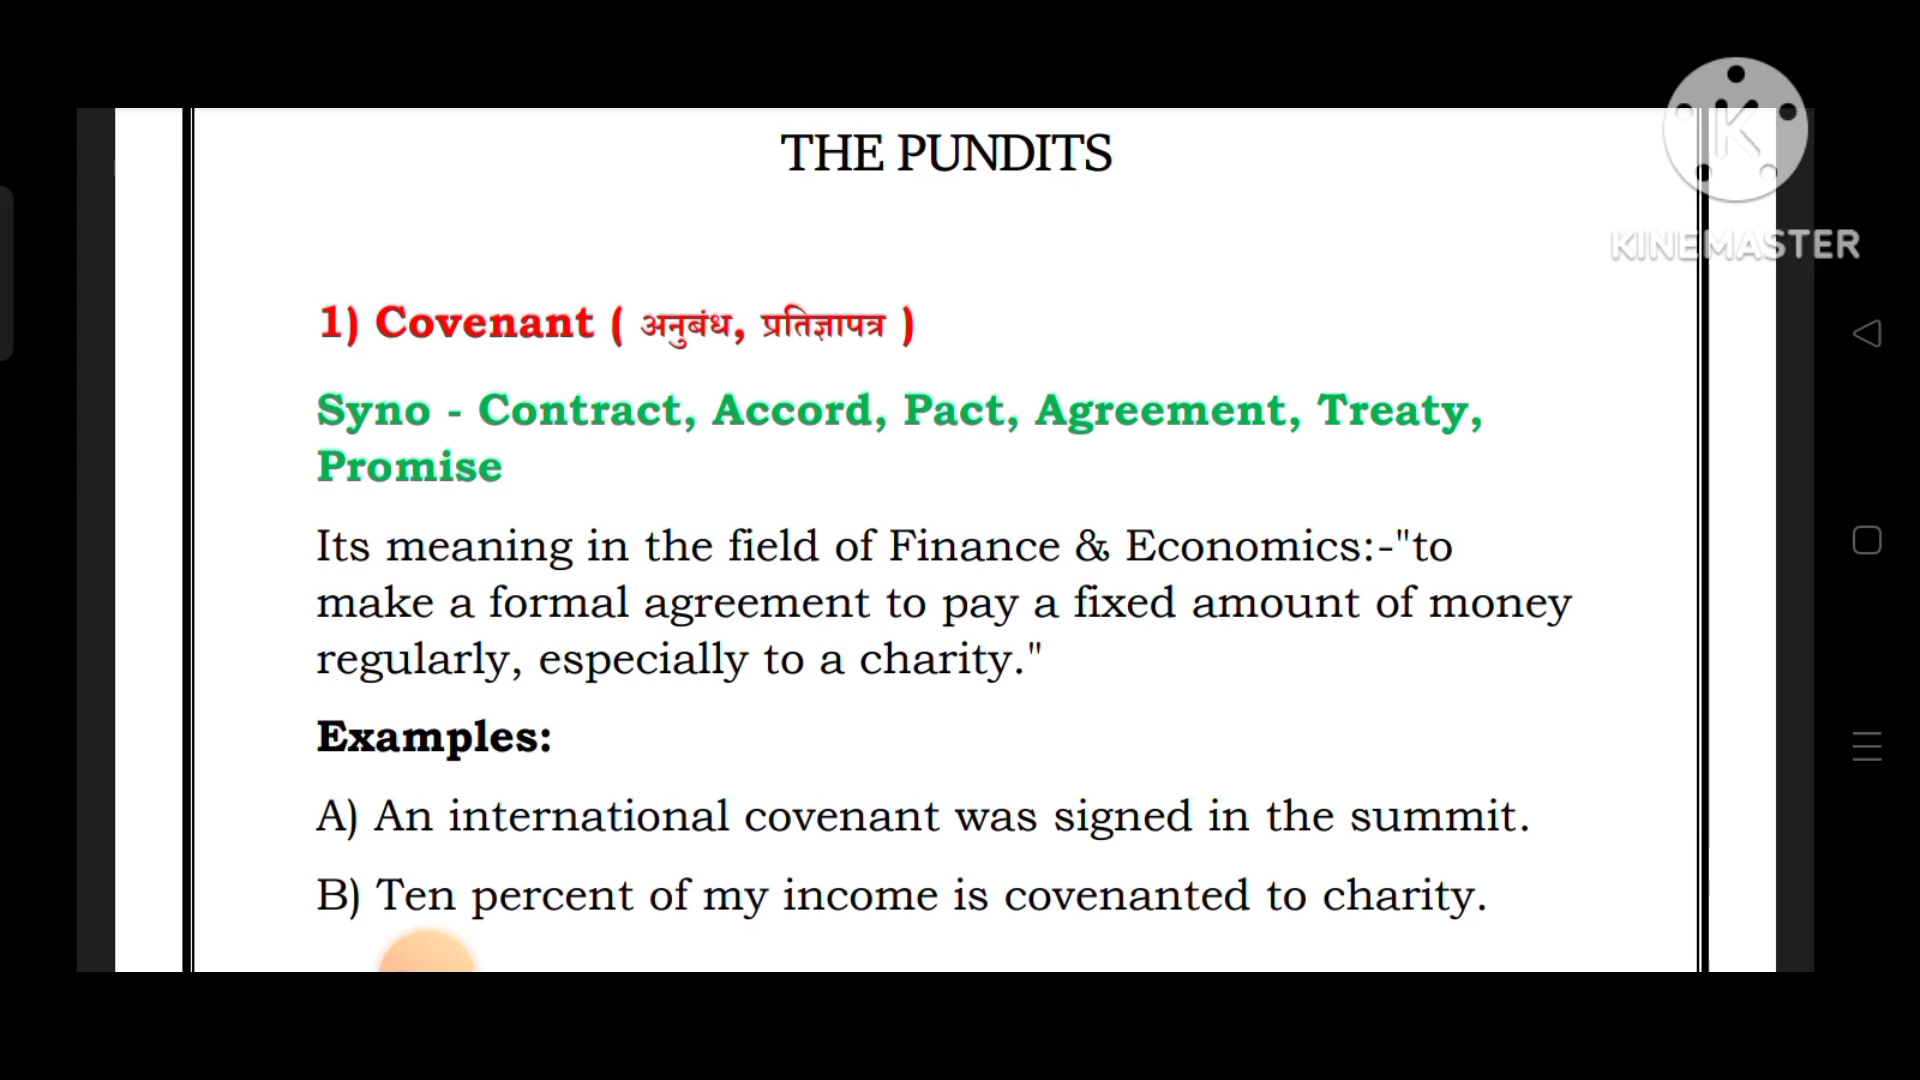 THE PUNDITS
KINEMASTER
1) Covenant ( अनुबंध, प्रतिज्ञापत्र )
Syno - Contract, Accord, Pact, Agreement, Treaty,
Promise
Its meaning in the field of Finance & Economics:-"to
make a formal agreement to pay a fixed amount of money
regularly, especially to a charity."
Examples:
A) An international covenant was signed in the summit.
B) Ten percent of my income is covenanted to charity.